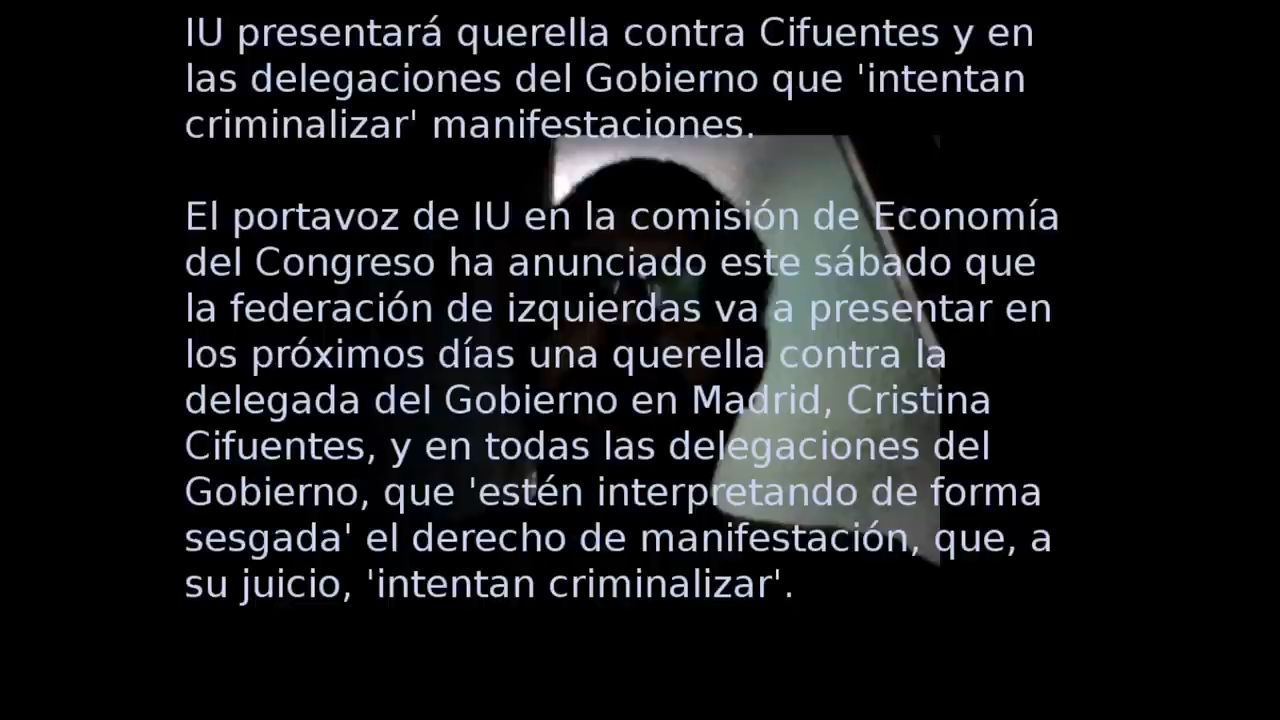 IU presentará querella contra Cifuentes y en
las delegaciones del Gobierno que 'intentan
criminalizar' manifestaciones.
El portavoz de IU en la comisión de Economía
del Congreso ha anunciado este sábado que
la federación de izquierdas va a presentar en
los próximos días una querella contra la
delegada del Gobierno en Madrid, Cristina
Cifuentes, y en todas las delegaciones del
Gobierno, que 'estén interpretando de forma
sesgada' el derecho de manifestación, que, a
su juicio, 'intentan criminalizar'.